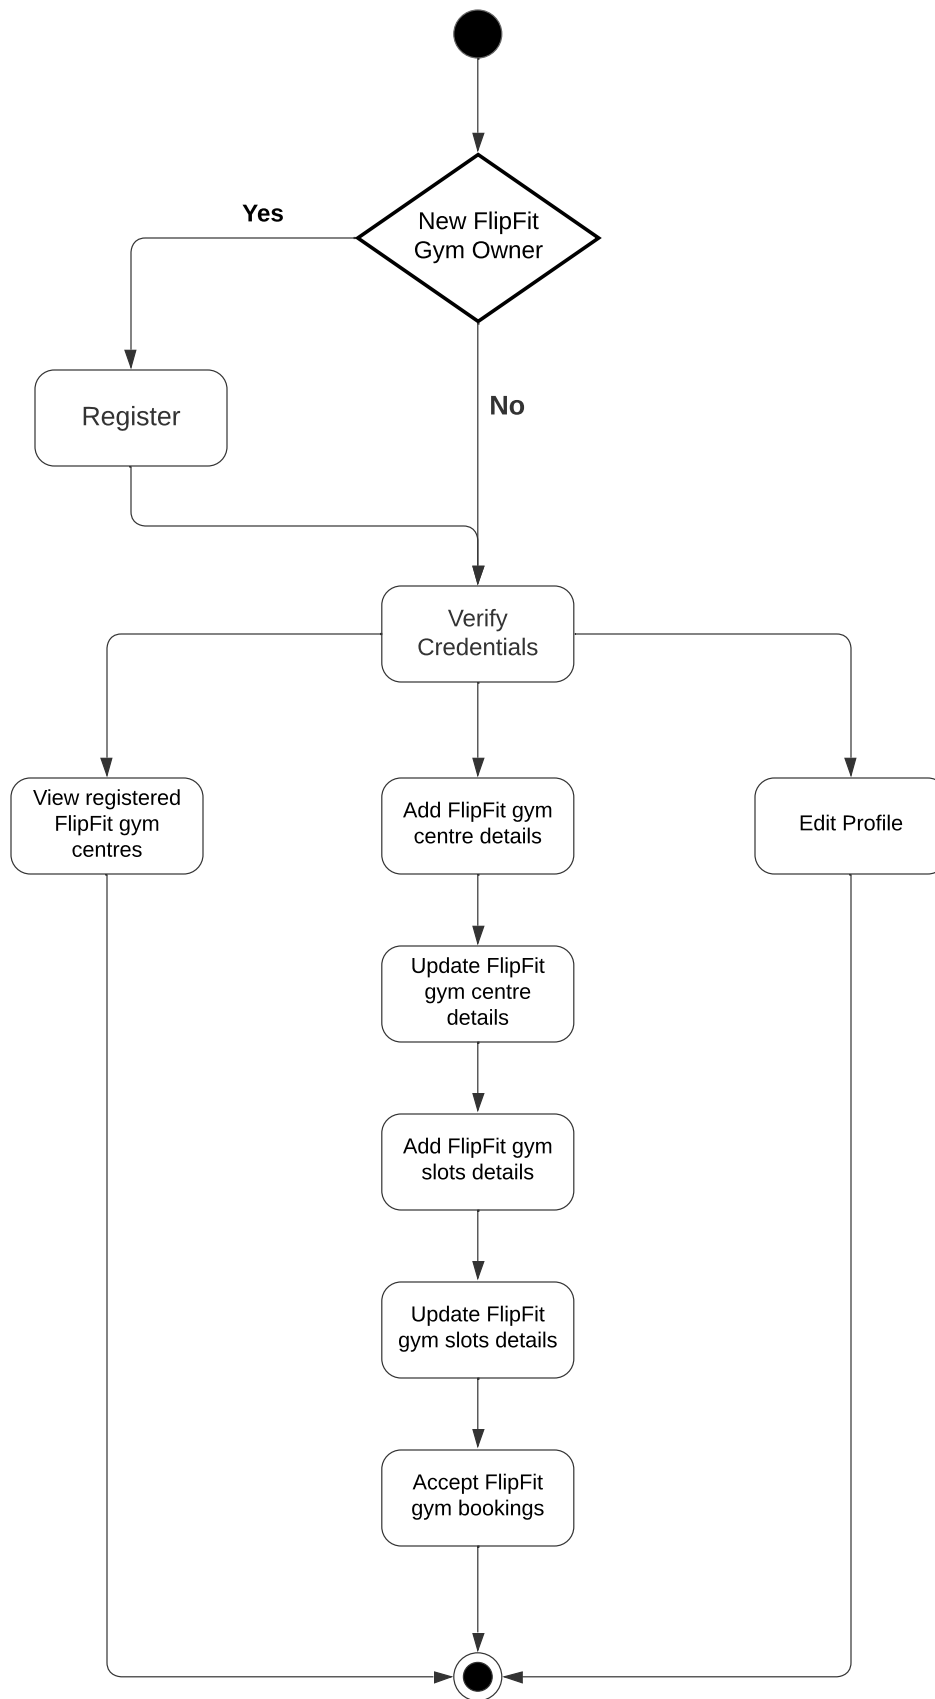 New FlipFit
Gym Owner
Yes
No
Register
Verify
Credentials
View registered
FlipFit gym
centres
Add FlipFit gym
centre details
Edit Profile
Update FlipFit
gym centre
details
Add FlipFit gym
slots details
Update FlipFit
gym slots details
Accept FlipFit
gym bookings